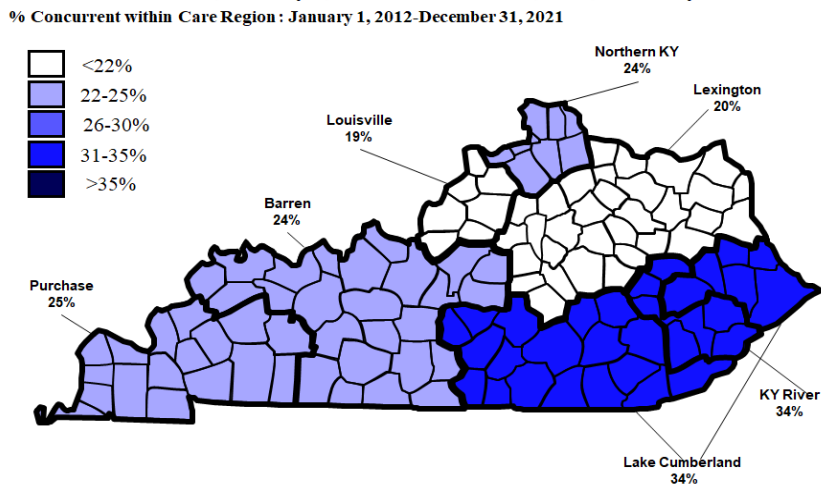 % Concurrent within Care Region: January 1, 2012-December 31, 2021
<22%
22-25%
26-30%
31-35%
>35%
Northern KY
24%
Lexington
20%
Louisville
19%
Barren
24%
Purchase
25%
KY River
34%
Lake Cumberland
34%